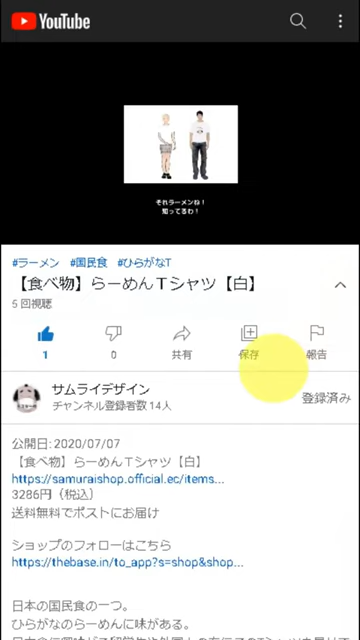 YouTube
それラーメンね!
知ってるわ!
#ラーメン #国民食 #ひらがなT
【食べ物】らーめんTシャツ【白】
5 回視聴
1 0 共有 保存 報告
サムライデザイン
チャンネル登録者数 14人
登録済み
公開日: 2020/07/07
【食べ物】らーめんTシャツ【白】
https://samuraishop.official.ec/items...
3286円（税込）
送料無料でポストにお届け
ショップのフォローはこちら
https://thebase.in/to_app?s=shop&shop...
日本の国民食の一つ。
ひらがなのらーめんに味がある。